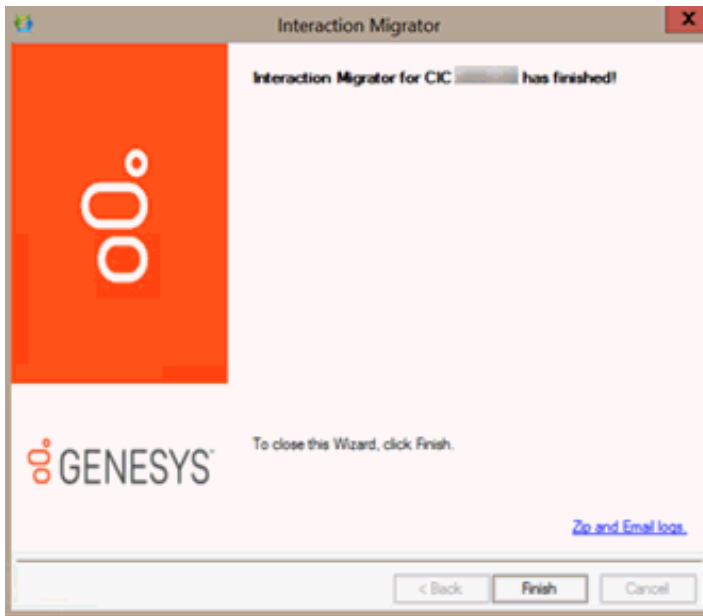 Interaction Migrator
X
Interaction Migrator for CIC has finished!
GENESYS™
To close this Wizard, click Finish.
Zip and Email logs.
< Back
Finish
Cancel